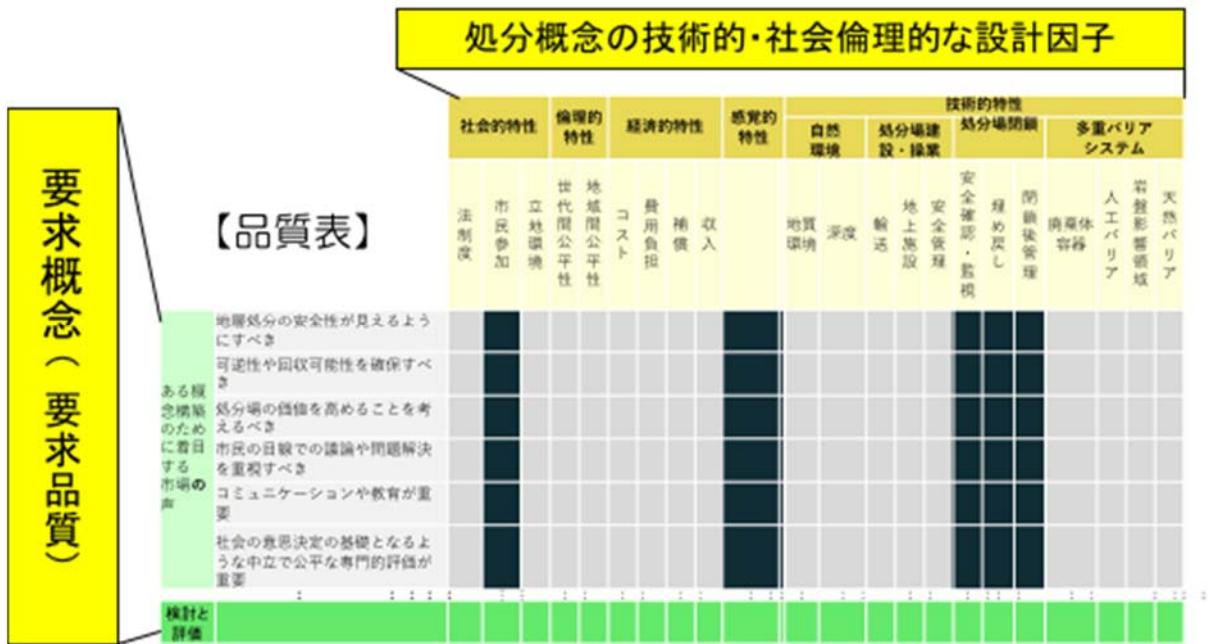 処分概念の技術的・社会倫理的な設計因子
要求概念(要求品質)
【品質表】
社会的特性
倫理的
特性
経済的特性
感覚的
特性
技術的特性
自然
環境
処分場建
設・操業
処分場閉鎖
多重バリア
システム
法制度
市民参加
立地環境
世代間公平性
地域間公平性
コスト
費用負担
補償
収入
地質
環境
深度
輸送
地上施設
安全管理
安全確認・監視
埋め戻し
閉鎖後管理
廃棄体
容器
人工バリア
岩盤影響領域
天然バリア
ある概
念構築
のため
に着目
する
市場の
声
地層処分の安全性が見えるよう
にすべき
可逆性や回収可能性を確保すべ
き
処分場の価値を高めることを考
えるべき
市民の目線での議論や問題解決
を重視すべき
コミュニケーションや教育が重
要
社会の意思決定の基礎となるよ
うな中立で公平な専門的評価が
重要
検討と
評価